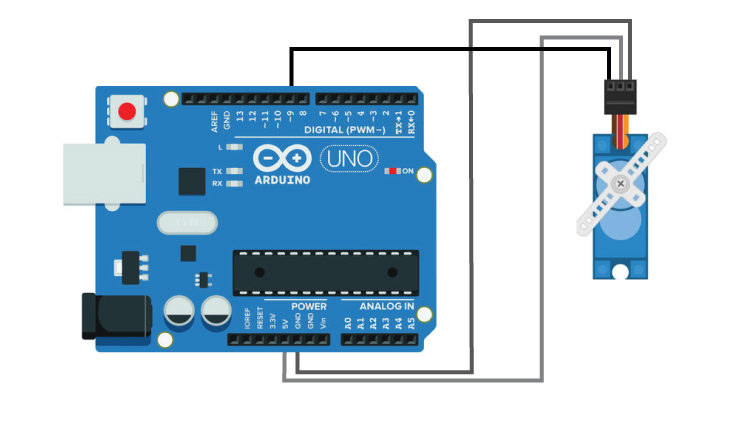 AREF
GND
13
12
~11
~10
~9
8
7
~6
~5
4
~3
2
TX→1
RX←0
DIGITAL (PWM~)
L
TX
RX
UNO
ARDUINO
ON
POWER
ANALOG IN
IOREF
RESET
3.3V
5V
GND
GND
Vin
A0
A1
A2
A3
A4
A5